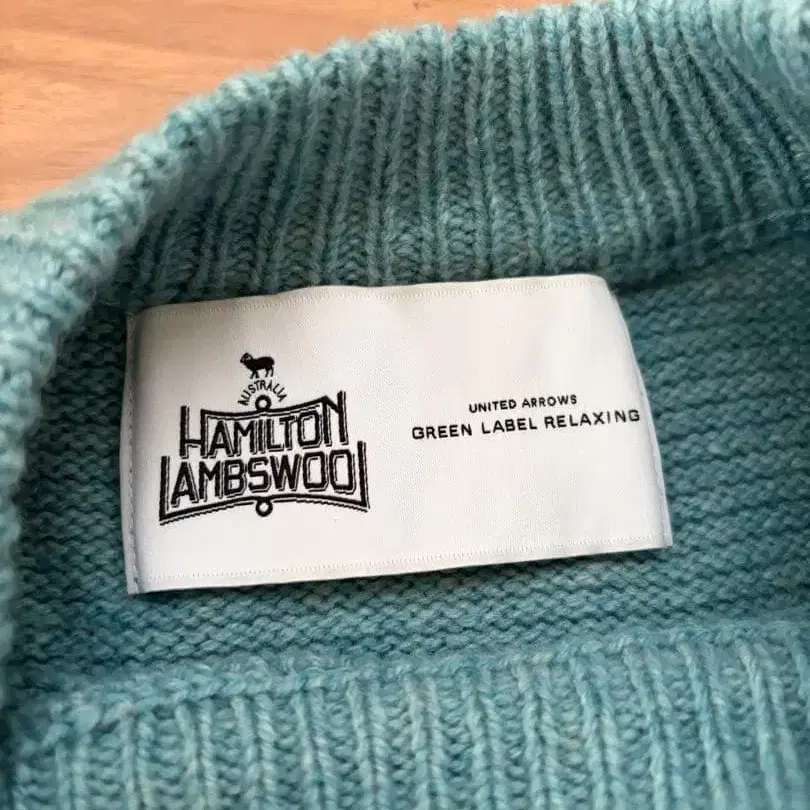 AUSTRALIA
HAMILTON
LAMBSWOOL
UNITED ARROWS
GREEN LABEL RELAXING